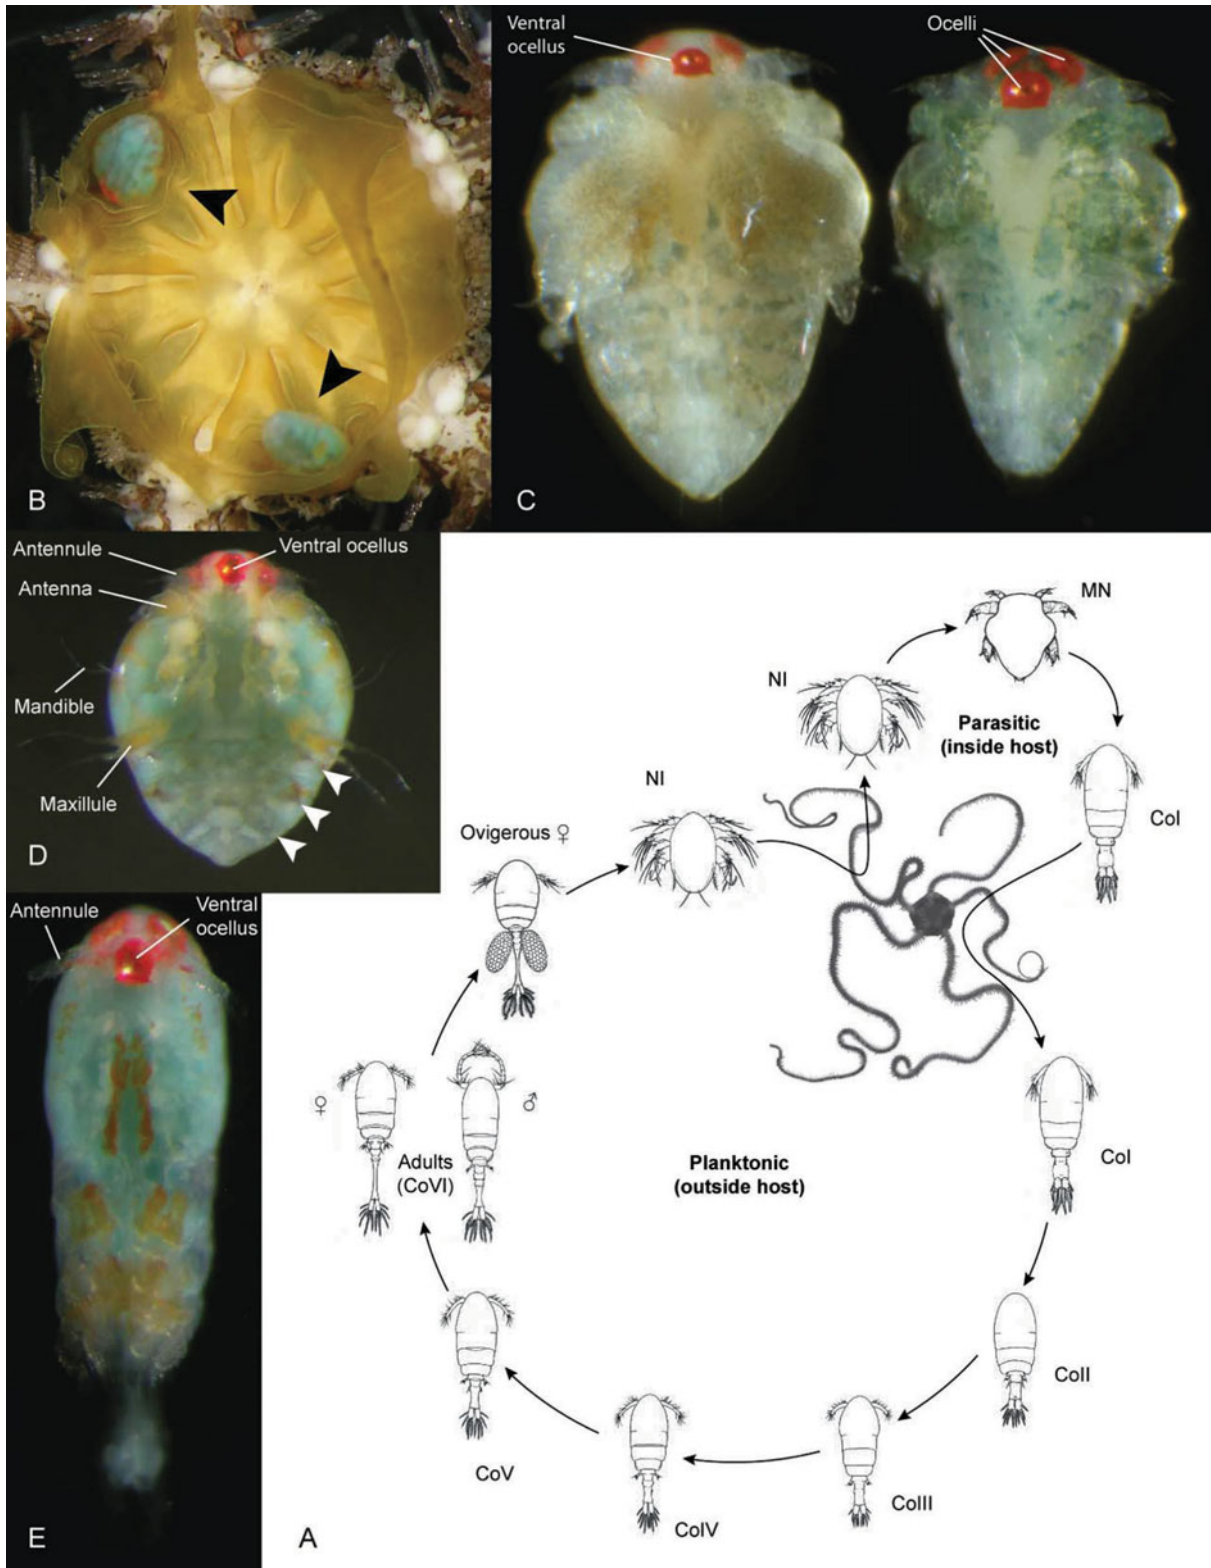 Ventral
ocellus
Ocelli
B
C
Antennule
Ventral ocellus
Antenna
Mandible
Maxillule
D
Antennule
Ventral
ocellus
E
MN
NI
Parasitic
(inside host)
NI
CoI
Ovigerous ♀
CoI
♀
♂
Adults
(CoVI)
Planktonic
(outside host)
CoII
CoV
CoIII
CoIV
A